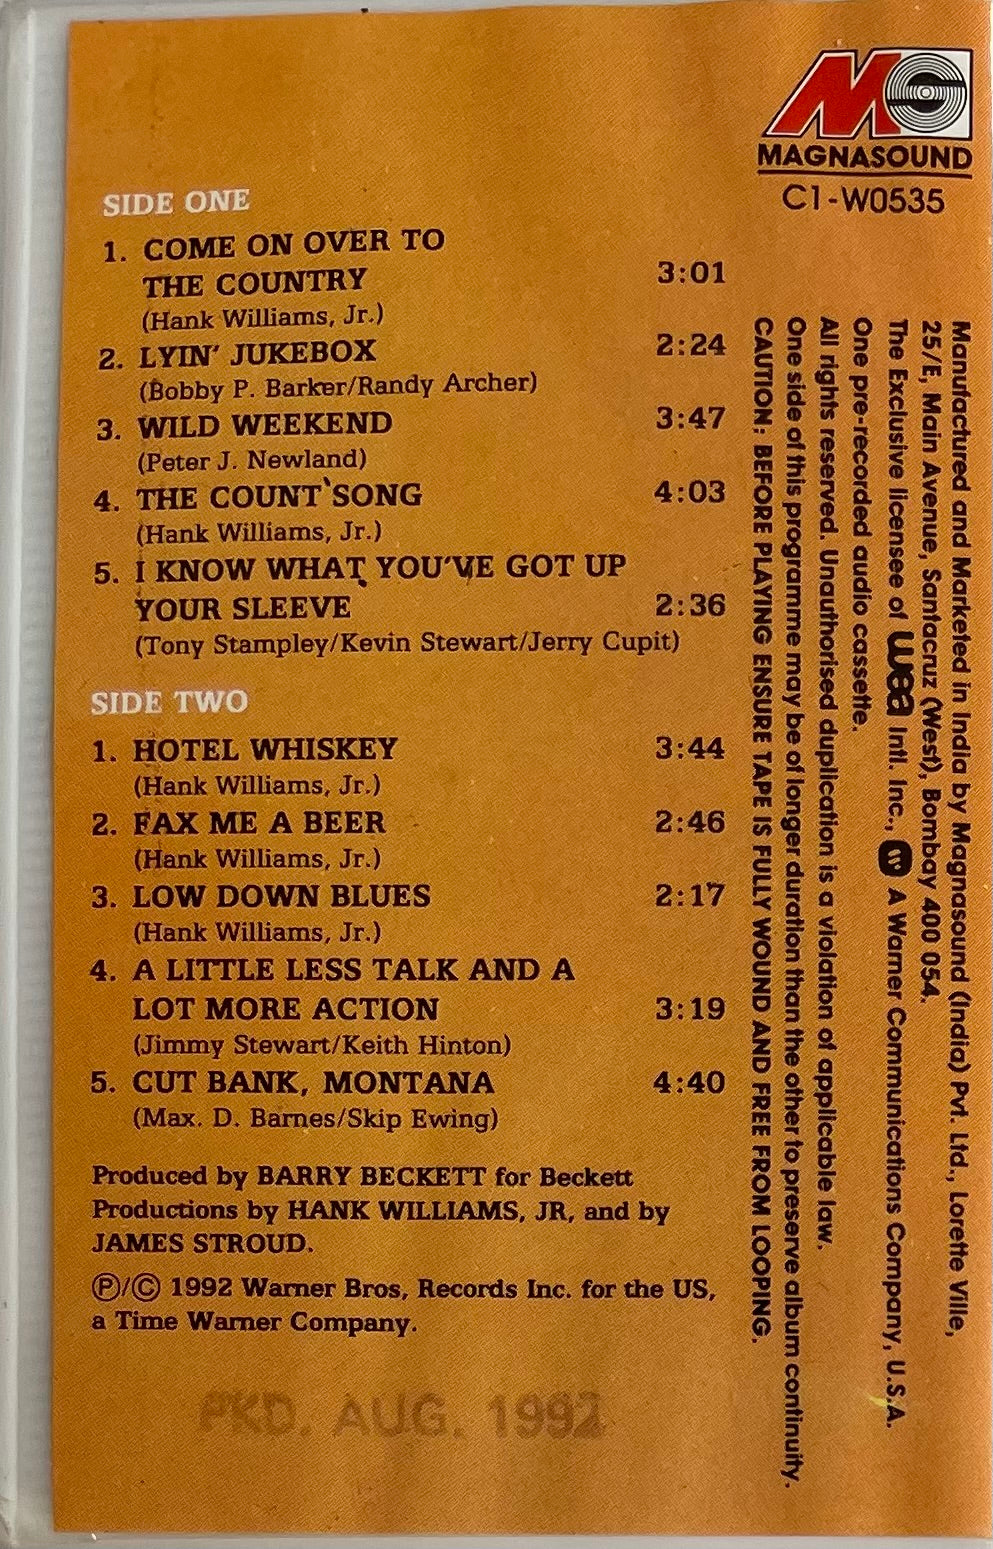 MG
MAGNASOUND
C1-W0535
SIDE ONE
1. COME ON OVER TO
THE COUNTRY 3:01
(Hank Williams, Jr.)
2. LYIN' JUKEBOX 2:24
(Bobby P. Barker/Randy Archer)
3. WILD WEEKEND 3:47
(Peter J. Newland)
4. THE COUNT'SONG 4:03
(Hank Williams, Jr.)
5. I KNOW WHAT YOU'VE GOT UP
YOUR SLEEVE 2:36
(Tony Stampley/Kevin Stewart/Jerry Cupit)
SIDE TWO
1. HOTEL WHISKEY 3:44
(Hank Williams, Jr.)
2. FAX ME A BEER 2:46
(Hank Williams, Jr.)
3. LOW DOWN BLUES 2:17
(Hank Williams, Jr.)
4. A LITTLE LESS TALK AND A
LOT MORE ACTION 3:19
(Jimmy Stewart/Keith Hinton)
5. CUT BANK, MONTANA 4:40
(Max. D. Barnes/Skip Ewing)
Produced by BARRY BECKETT for Beckett
Productions by HANK WILLIAMS, JR, and by
JAMES STROUD.
Ⓟ/© 1992 Warner Bros, Records Inc. for the US,
a Time Warner Company.
PKD. AUG. 1992
Manufactured and Marketed in India by Magnasound (India) Pvt. Ltd., Lorette Ville,
25/E, Main Avenue, Santacruz (West), Bombay 400 054.
The Exclusive licensee of wea Intl. Inc., A Warner Communications Company, U.S.A.
One pre-recorded audio cassette.
All rights reserved. Unauthorised duplication is a violation of applicable law.
One side of this programme may be of longer duration than the other to preserve album continuity.
CAUTION: BEFORE PLAYING ENSURE TAPE IS FULLY WOUND AND FREE FROM LOOPING.